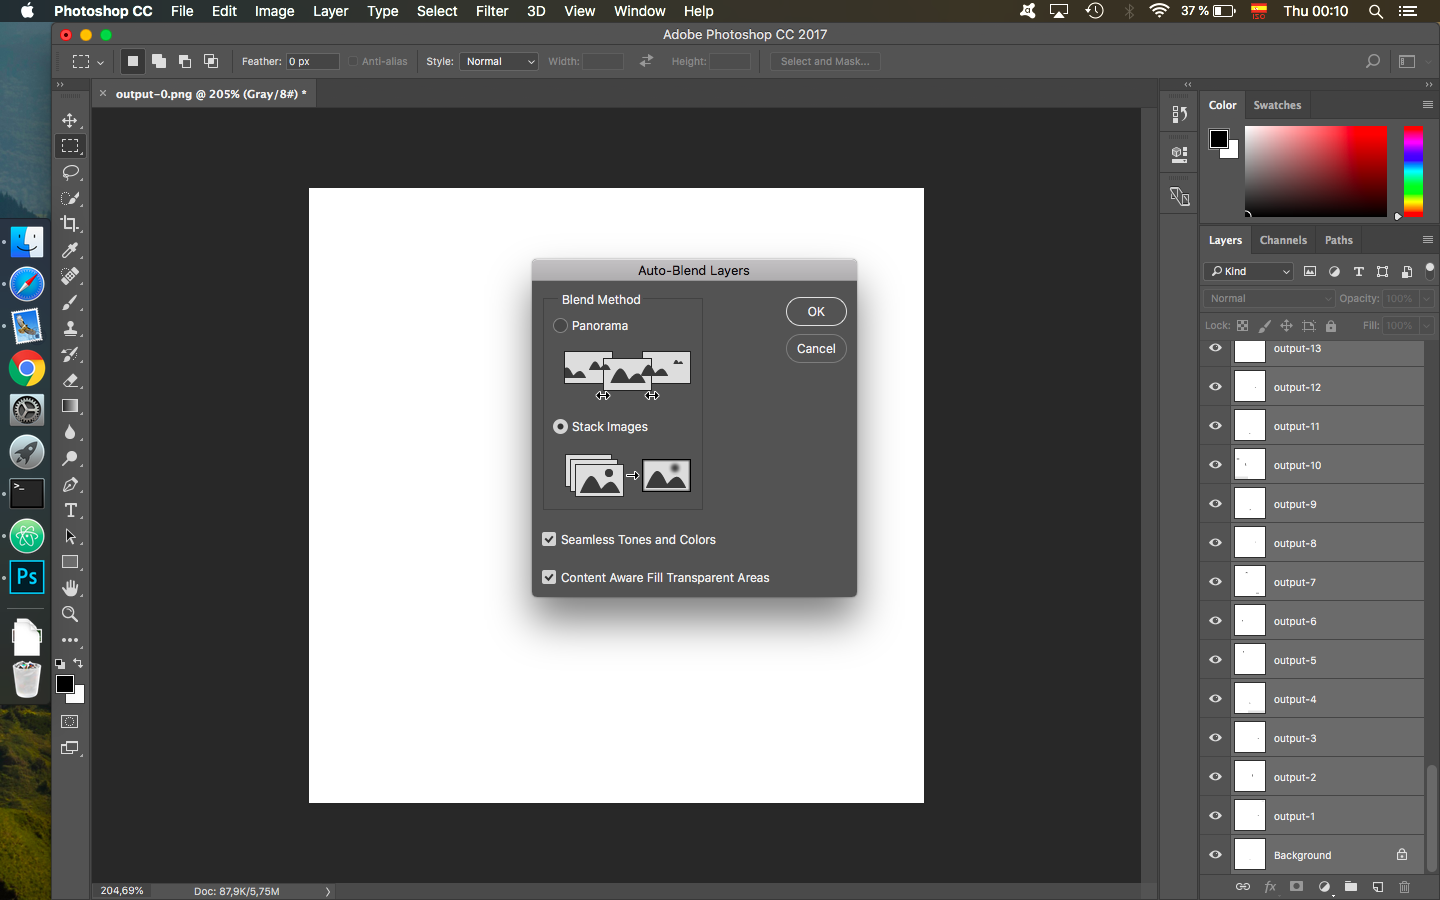 Photoshop CC File Edit Image Layer Type Select Filter 3D View Window Help 37 % ISO Thu 00:10
Adobe Photoshop CC 2017
Feather: 0 px Anti-alias Style: Normal Width: Height: Select and Mask...
output-0.png @ 205% (Gray/8#) *
Color Swatches
Layers Channels Paths
Kind
Normal Opacity: 100%
Lock: Fill: 100%
output-13
output-12
output-11
output-10
output-9
output-8
output-7
output-6
output-5
output-4
output-3
output-2
output-1
Background
fx
Auto-Blend Layers
Blend Method
Panorama
OK
Cancel
Stack Images
Seamless Tones and Colors
Content Aware Fill Transparent Areas
>_
Ps
T
204,69% Doc: 87,9K/5,75M